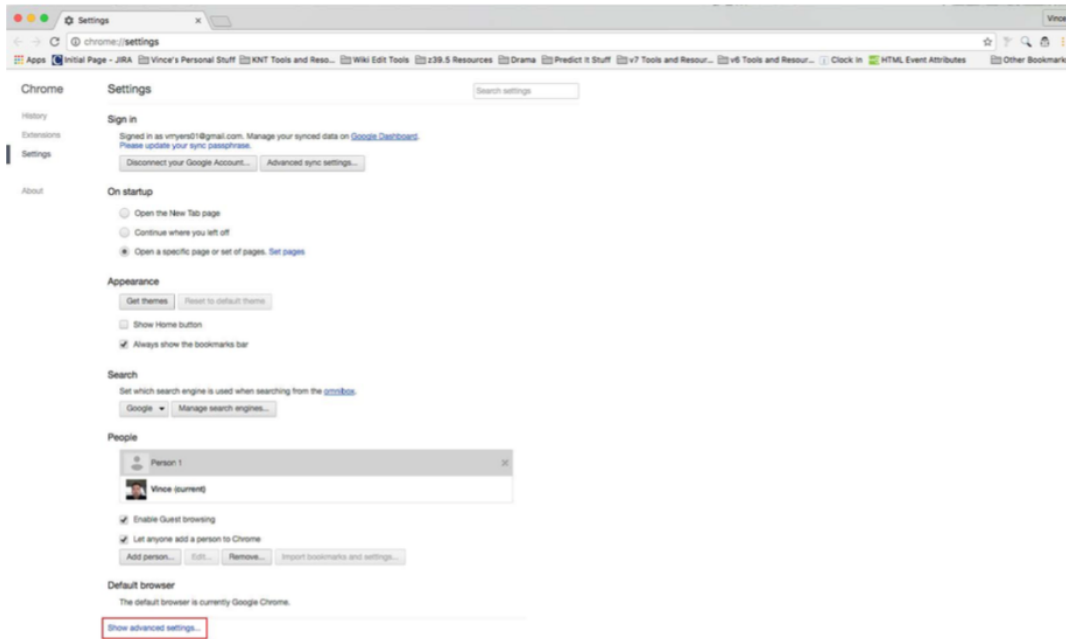 Settings
Vince
chrome://settings
Apps Initial Page - JIRA Vince's Personal Stuff KNT Tools and Reso... Wiki Edit Tools z39.5 Resources Drama Predict It Stuff v7 Tools and Resour... v6 Tools and Resour... Clock In HTML Event Attributes Other Bookmark
Chrome
Settings
Search settings
History
Extensions
Settings
About
Sign in
Signed in as vmyers01@gmail.com. Manage your synced data on Google Dashboard.
Please update your sync passphrase.
Disconnect your Google Account... Advanced sync settings...
On startup
Open the New Tab page
Continue where you left off
Open a specific page or set of pages. Set pages
Appearance
Get themes Reset to default theme
Show Home button
Always show the bookmarks bar
Search
Set which search engine is used when searching from the omnibox.
Google Manage search engines...
People
Person 1
Vince (current)
Enable Guest browsing
Let anyone add a person to Chrome
Add person... Edit... Remove... Import bookmarks and settings...
Default browser
The default browser is currently Google Chrome.
Show advanced settings...